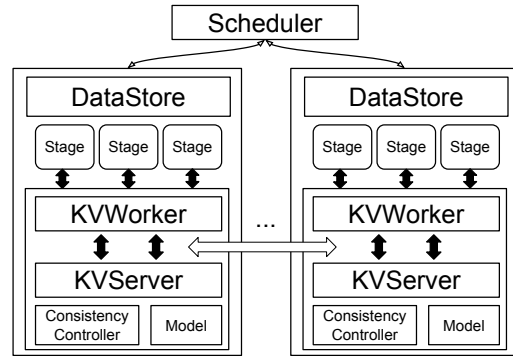 Scheduler
DataStore
Stage Stage Stage
KVWorker
KVServer
Consistency
Controller
Model
...
DataStore
Stage Stage Stage
KVWorker
KVServer
Consistency
Controller
Model